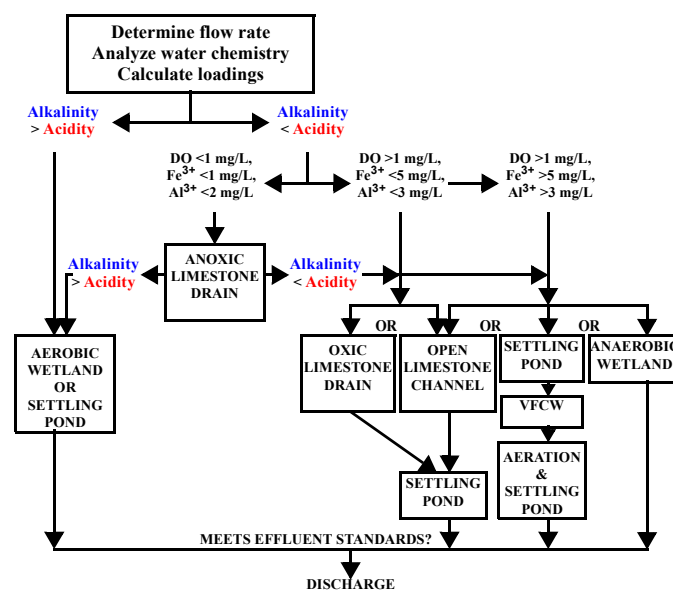 Determine flow rate
Analyze water chemistry
Calculate loadings
Alkalinity
> Acidity
Alkalinity
< Acidity
DO <1 mg/L,
Fe³⁺ <1 mg/L,
Al³⁺ <2 mg/L
DO >1 mg/L,
Fe³⁺ <5 mg/L,
Al³⁺ <3 mg/L
DO >1 mg/L,
Fe³⁺ >5 mg/L,
Al³⁺ >3 mg/L
Alkalinity
> Acidity
ANOXIC
LIMESTONE
DRAIN
Alkalinity
< Acidity
OR
OR
OR
AEROBIC
WETLAND
OR
SETTLING
POND
OXIC
LIMESTONE
DRAIN
OPEN
LIMESTONE
CHANNEL
SETTLING
POND
ANAEROBIC
WETLAND
VFCW
SETTLING
POND
AERATION
&
SETTLING
POND
MEETS EFFLUENT STANDARDS?
DISCHARGE